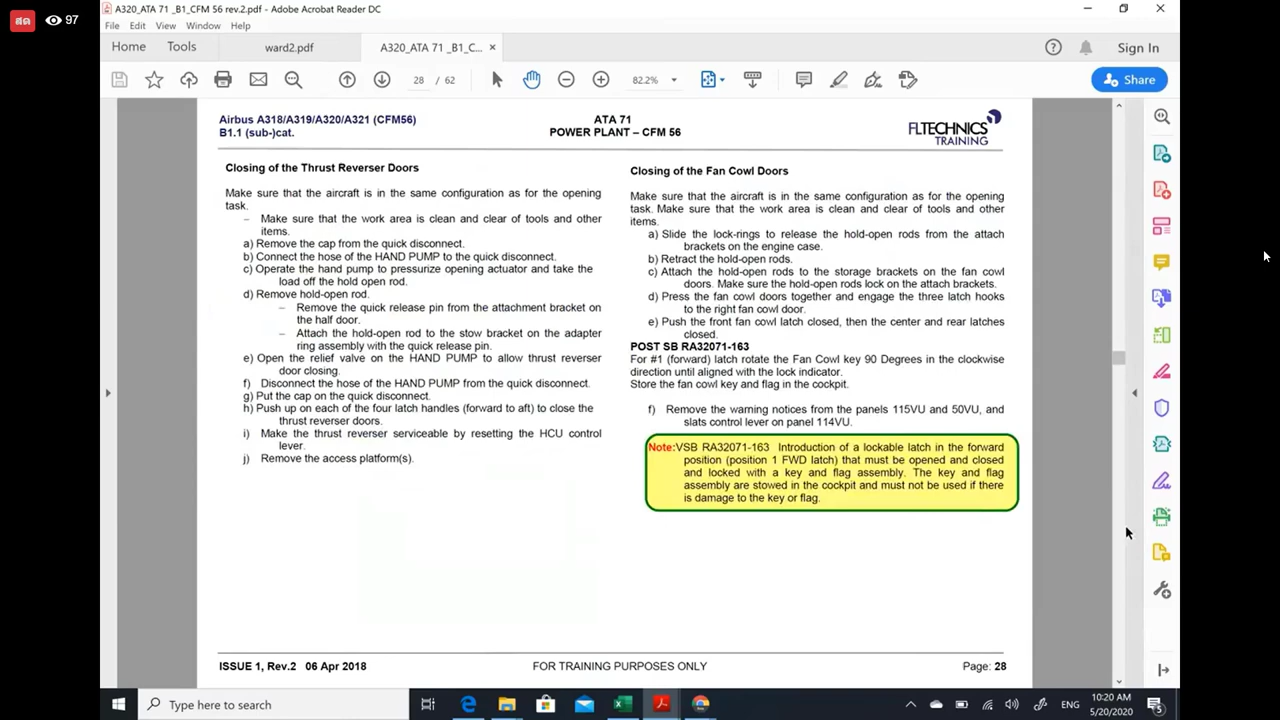 สด 97
A320_ATA 71 _B1_CFM 56 rev.2.pdf - Adobe Acrobat Reader DC
File Edit View Window Help
Home Tools ward2.pdf A320_ATA 71 _B1_C... ×
Sign In
28 / 62 82.2% Share
Airbus A318/A319/A320/A321 (CFM56)
B1.1 (sub-)cat.
ATA 71
POWER PLANT – CFM 56
FLTECHNICS
TRAINING
Closing of the Thrust Reverser Doors
Make sure that the aircraft is in the same configuration as for the opening
task.
– Make sure that the work area is clean and clear of tools and other
items.
a) Remove the cap from the quick disconnect.
b) Connect the hose of the HAND PUMP to the quick disconnect.
c) Operate the hand pump to pressurize opening actuator and take the
load off the hold open rod.
d) Remove hold-open rod.
– Remove the quick release pin from the attachment bracket on
the half door.
– Attach the hold-open rod to the stow bracket on the adapter
ring assembly with the quick release pin.
e) Open the relief valve on the HAND PUMP to allow thrust reverser
door closing.
f) Disconnect the hose of the HAND PUMP from the quick disconnect.
g) Put the cap on the quick disconnect.
h) Push up on each of the four latch handles (forward to aft) to close the
thrust reverser doors.
i) Make the thrust reverser serviceable by resetting the HCU control
lever.
j) Remove the access platform(s).
Closing of the Fan Cowl Doors
Make sure that the aircraft is in the same configuration as for the opening
task. Make sure that the work area is clean and clear of tools and other
items.
a) Slide the lock-rings to release the hold-open rods from the attach
brackets on the engine case.
b) Retract the hold-open rods.
c) Attach the hold-open rods to the storage brackets on the fan cowl
doors. Make sure the hold-open rods lock on the attach brackets.
d) Press the fan cowl doors together and engage the three latch hooks
to the right fan cowl door.
e) Push the front fan cowl latch closed, then the center and rear latches
closed.
POST SB RA32071-163
For #1 (forward) latch rotate the Fan Cowl key 90 Degrees in the clockwise
direction until aligned with the lock indicator.
Store the fan cowl key and flag in the cockpit.
f) Remove the warning notices from the panels 115VU and 50VU, and
slats control lever on panel 114VU.
Note:VSB RA32071-163 Introduction of a lockable latch in the forward
position (position 1 FWD latch) that must be opened and closed
and locked with a key and flag assembly. The key and flag
assembly are stowed in the cockpit and must not be used if there
is damage to the key or flag.
ISSUE 1, Rev.2 06 Apr 2018
FOR TRAINING PURPOSES ONLY
Page: 28
Type here to search
ENG
10:20 AM
5/20/2020
5